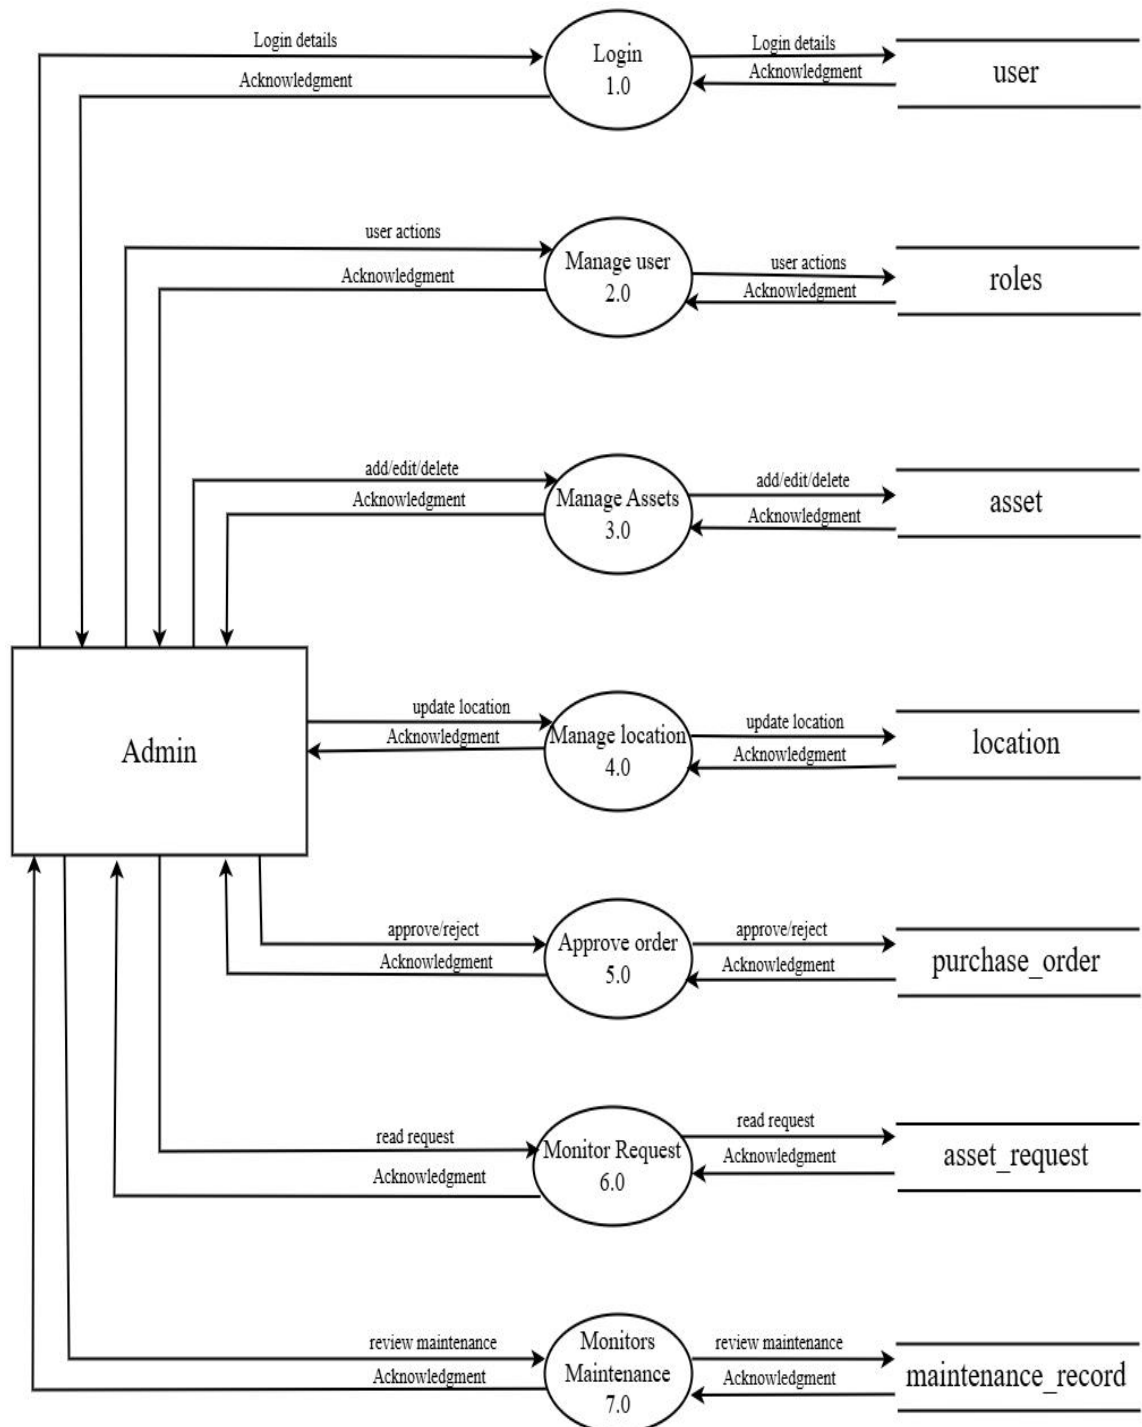 Login details
Acknowledgment
Login
1.0
Login details
Acknowledgment
user
user actions
Acknowledgment
Manage user
2.0
user actions
Acknowledgment
roles
add/edit/delete
Acknowledgment
Manage Assets
3.0
add/edit/delete
Acknowledgment
asset
Admin
update location
Acknowledgment
Manage location
4.0
update location
Acknowledgment
location
approve/reject
Acknowledgment
Approve order
5.0
approve/reject
Acknowledgment
purchase_order
read request
Acknowledgment
Monitor Request
6.0
read request
Acknowledgment
asset_request
review maintenance
Acknowledgment
Monitors
Maintenance
7.0
review maintenance
Acknowledgment
maintenance_record